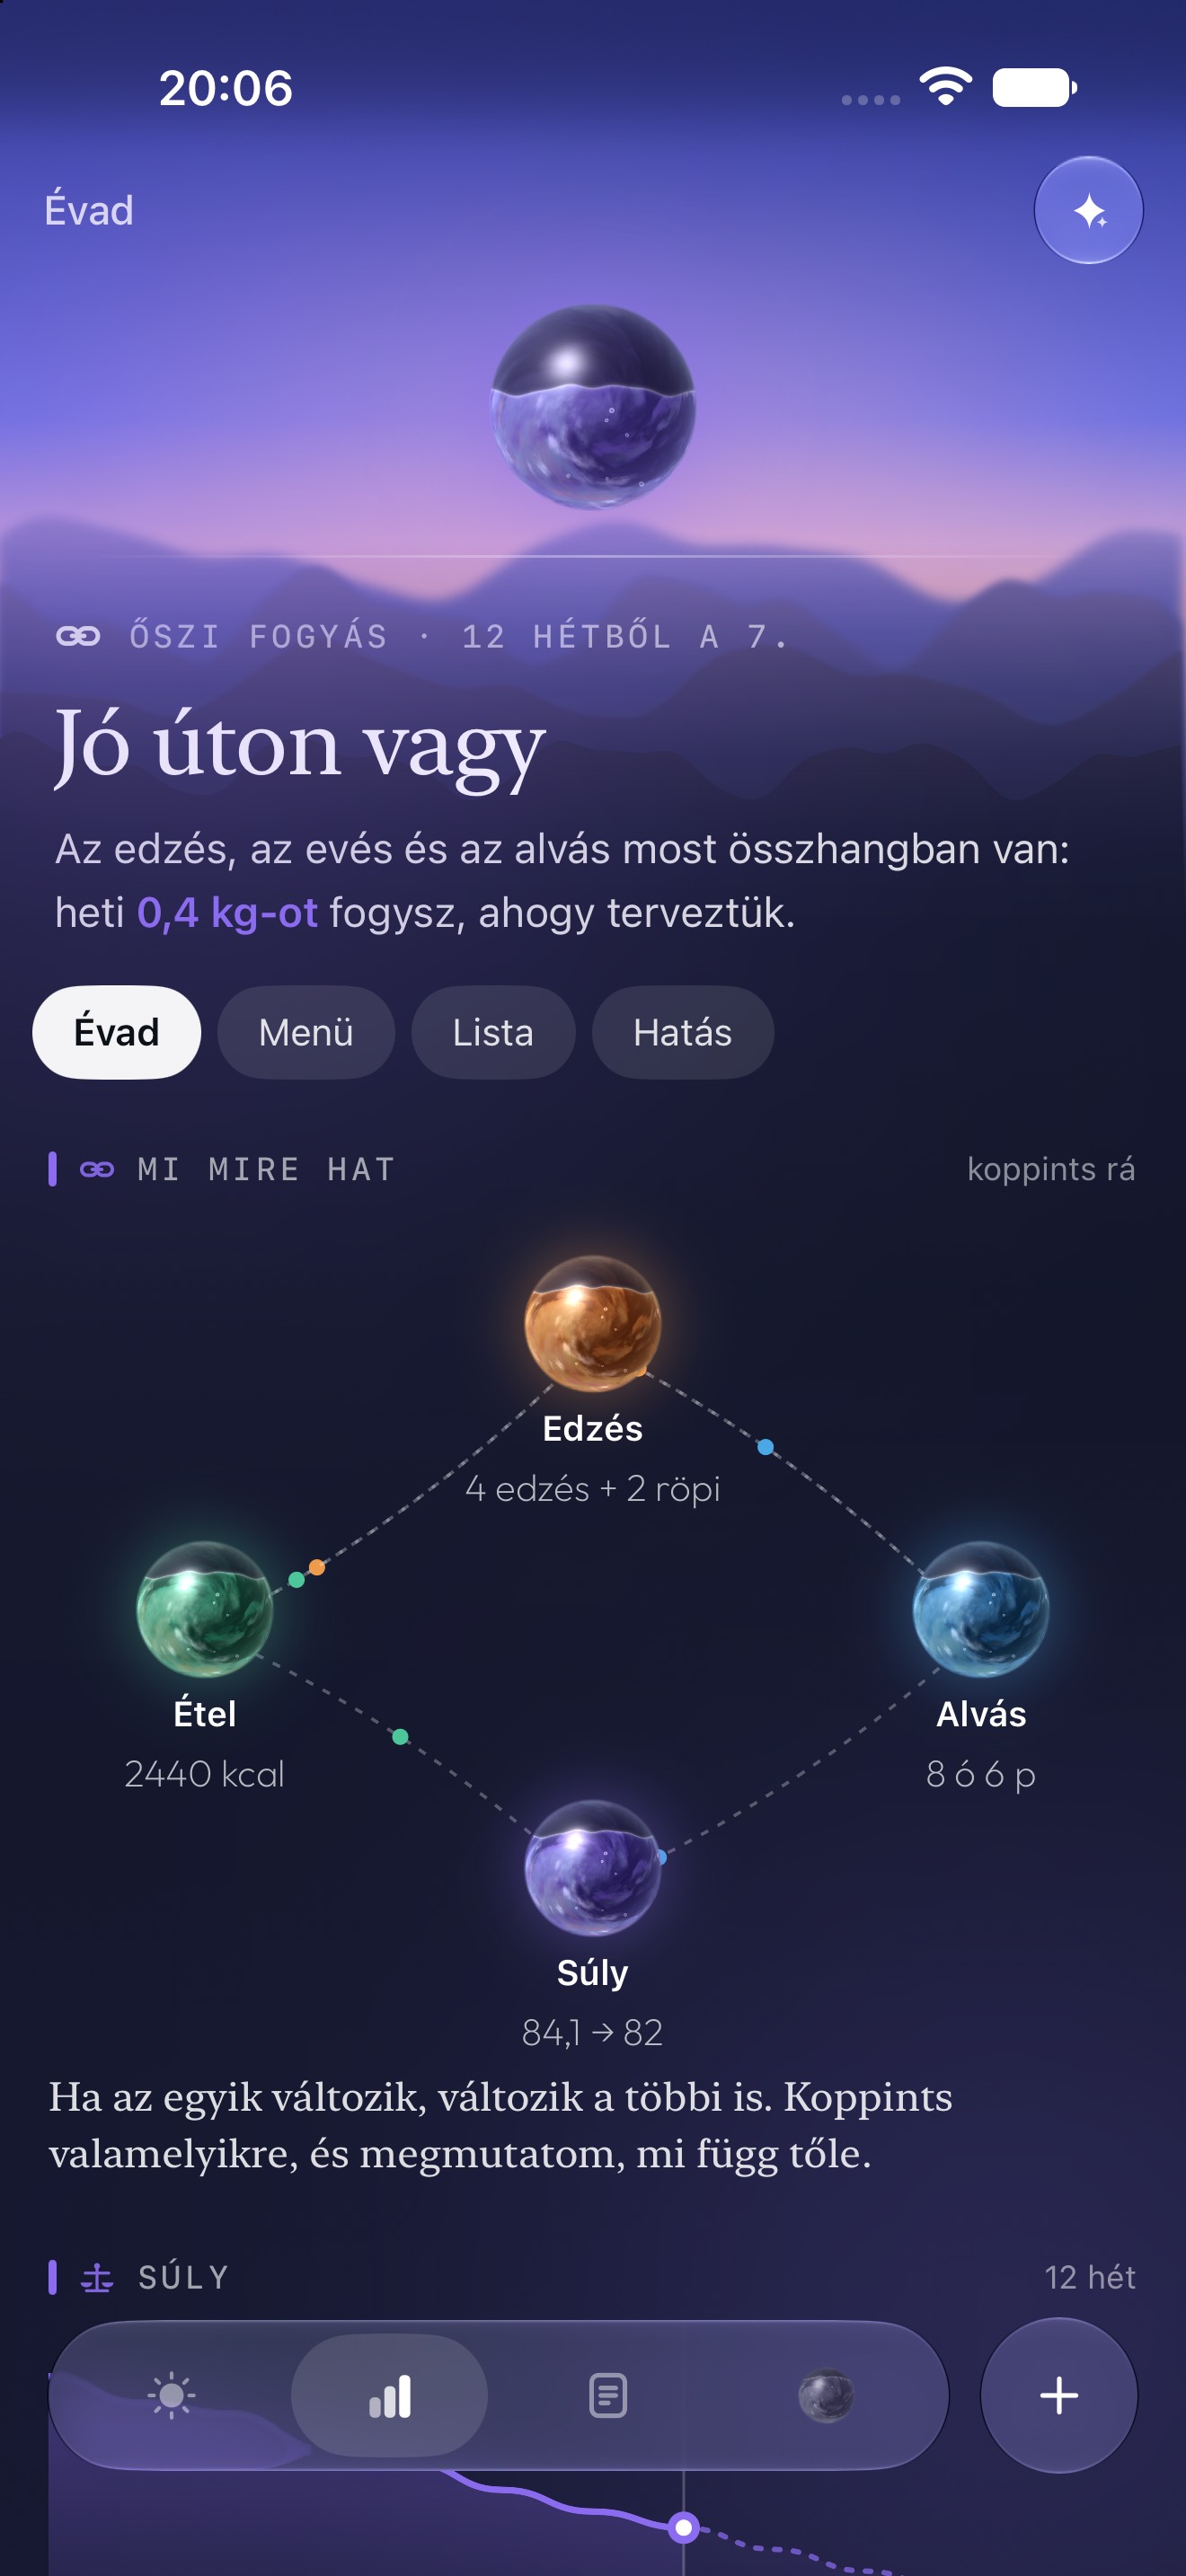 20:06
Évad
ŐSZI FOGYÁS · 12 HÉTBŐL A 7.
Jó úton vagy
Az edzés, az evés és az alvás most összhangban van:
heti 0,4 kg-ot fogysz, ahogy terveztük.
Évad Menü Lista Hatás
MI MIRE HAT koppints rá
Edzés
4 edzés + 2 röpi
Étel
2440 kcal
Alvás
8 ó 6 p
Súly
84,1 → 82
Ha az egyik változik, változik a többi is. Koppints
valamelyikre, és megmutatom, mi függ tőle.
SÚLY 12 hét